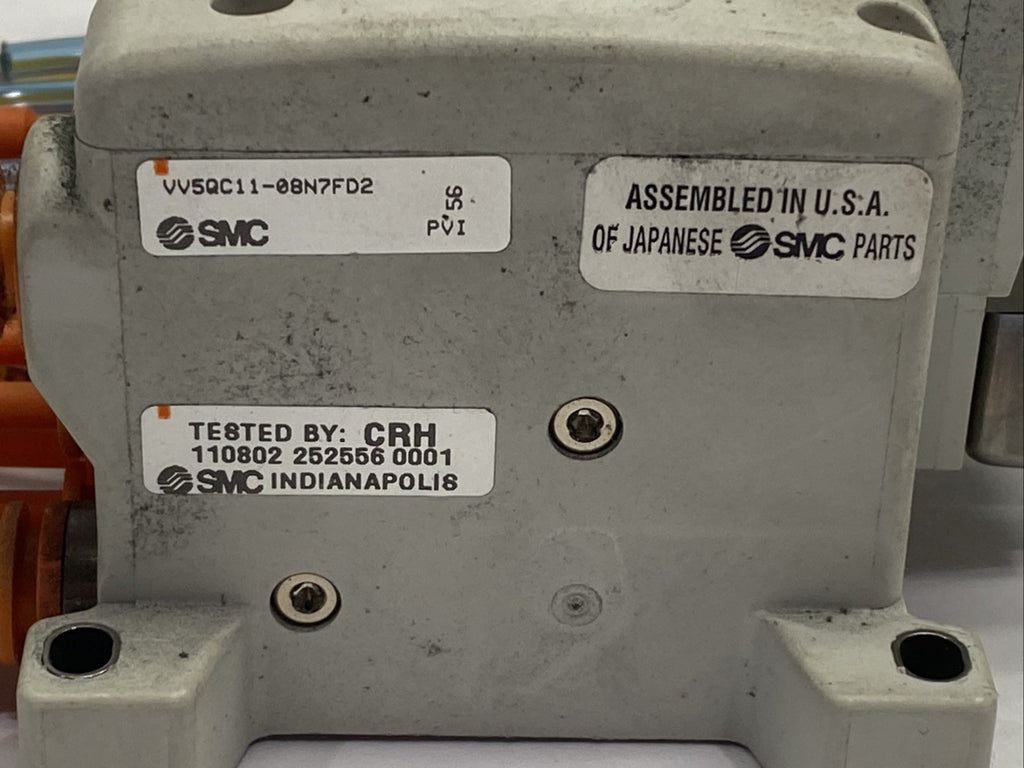 VV5QC11-08N7FD2
56
SMC
PVI
ASSEMBLED IN U.S.A.
OF JAPANESE SMC PARTS
TESTED BY: CRH
110802 252556 0001
SMC INDIANAPOLIS